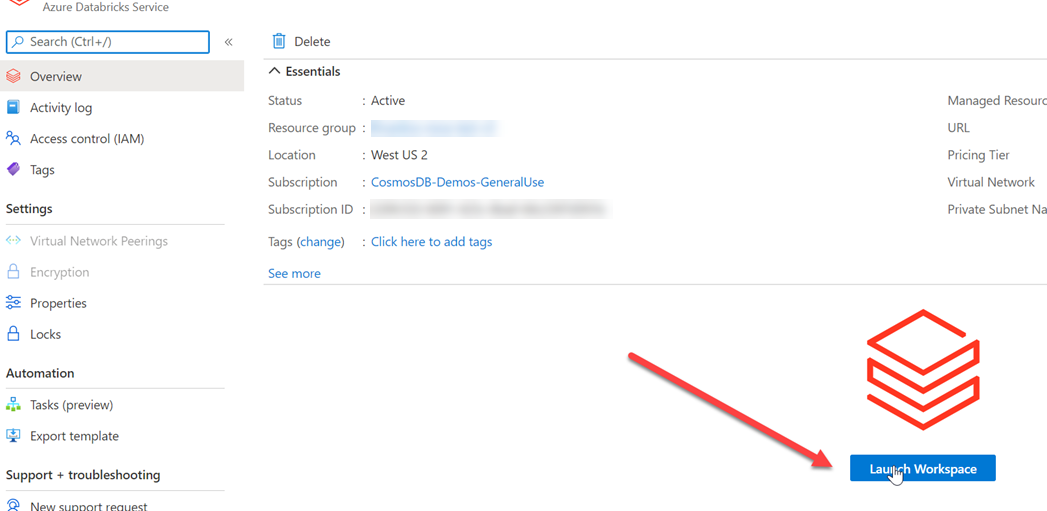 Azure Databricks Service
Search (Ctrl+/)
«
Overview
Activity log
Access control (IAM)
Tags
Settings
Virtual Network Peerings
Encryption
Properties
Locks
Automation
Tasks (preview)
Export template
Support + troubleshooting
New support request
Delete
Essentials
Status : Active
Resource group :
Location : West US 2
Subscription : CosmosDB-Demos-GeneralUse
Subscription ID :
Tags (change) : Click here to add tags
See more
Managed Resourc
URL
Pricing Tier
Virtual Network
Private Subnet Na
Launch Workspace